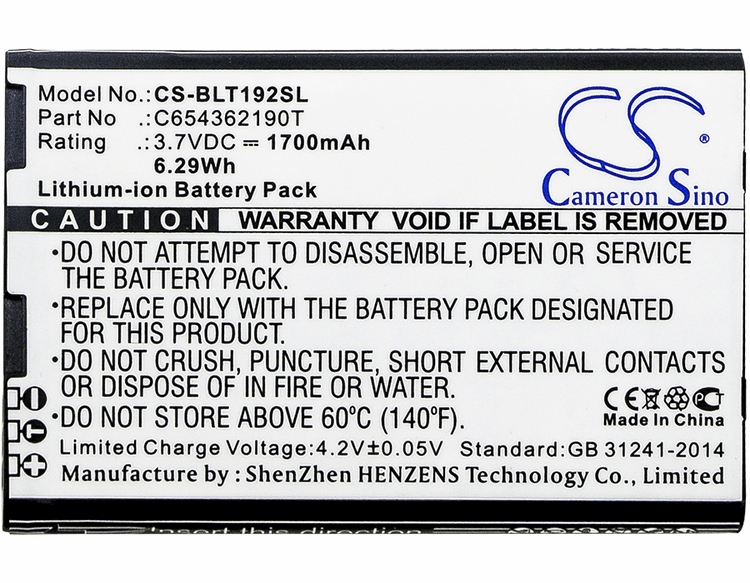 Model No.:CS-BLT192SL
Part No :C654362190T
Rating :3.7VDC ⎓ 1700mAh
6.29Wh
Lithium-ion Battery Pack
CS
®
Cameron Sino
CAUTION WARRANTY VOID IF LABEL IS REMOVED
•DO NOT ATTEMPT TO DISASSEMBLE, OPEN OR SERVICE
THE BATTERY PACK.
•REPLACE ONLY WITH THE BATTERY PACK DESIGNATED
FOR THIS PRODUCT.
•DO NOT CRUSH, PUNCTURE, SHORT EXTERNAL CONTACTS
OR DISPOSE OF IN FIRE OR WATER.
•DO NOT STORE ABOVE 60°C (140°F).
CE
Made In China
Limited Charge Voltage:4.2V±0.05V Standard:GB 31241-2014
Manufacture by : ShenZhen HENZENS Technology Co.,Ltd.